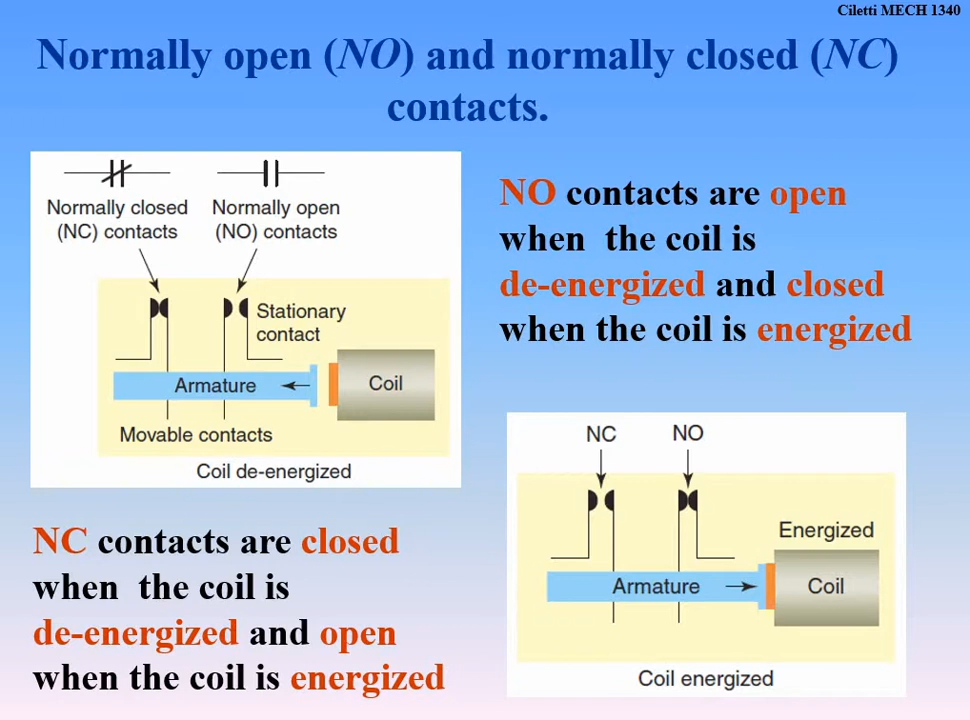 Ciletti MECH 1340
Normally open (NO) and normally closed (NC)
contacts.
Normally closed
(NC) contacts
Normally open
(NO) contacts
Stationary
contact
Armature
Coil
Movable contacts
Coil de-energized
NO contacts are open
when the coil is
de-energized and closed
when the coil is energized
NC contacts are closed
when the coil is
de-energized and open
when the coil is energized
NC
NO
Energized
Armature
Coil
Coil energized